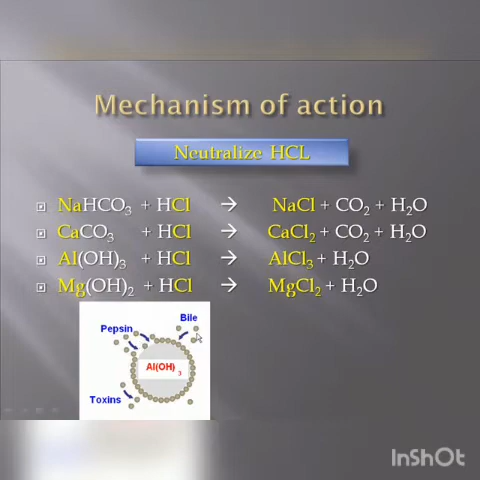 Mechanism of action
Neutralize HCL
NaHCO₃ + HCl → NaCl + CO₂ + H₂O
CaCO₃ + HCl → CaCl₂ + CO₂ + H₂O
Al(OH)₃ + HCl → AlCl₃ + H₂O
Mg(OH)₂ + HCl → MgCl₂ + H₂O
Bile
Pepsin
Al(OH)₃
Toxins
InShOt